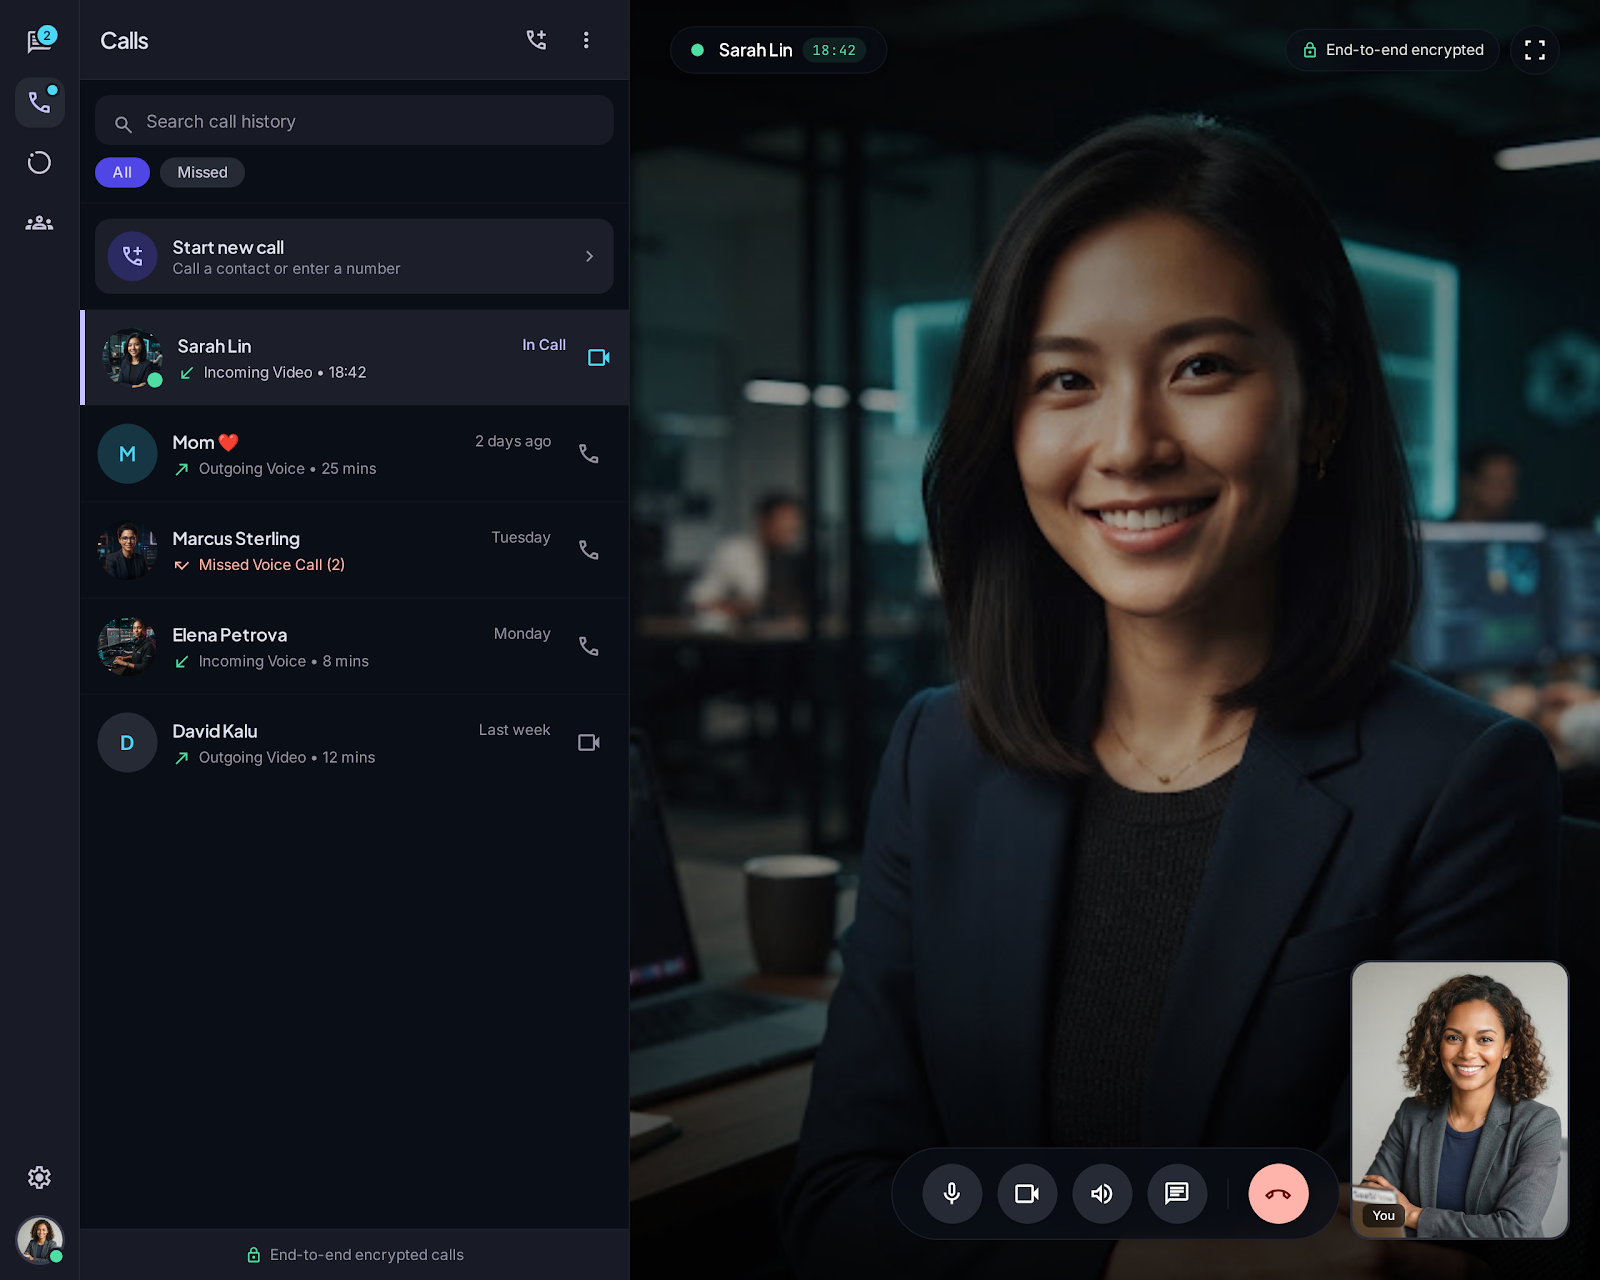 2
Calls
Search call history
All
Missed
Start new call
Call a contact or enter a number
Sarah Lin
In Call
Incoming Video • 18:42
M
Mom ❤️
2 days ago
Outgoing Voice • 25 mins
Marcus Sterling
Tuesday
Missed Voice Call (2)
Elena Petrova
Monday
Incoming Voice • 8 mins
D
David Kalu
Last week
Outgoing Video • 12 mins
End-to-end encrypted calls
Sarah Lin 18:42
End-to-end encrypted
You